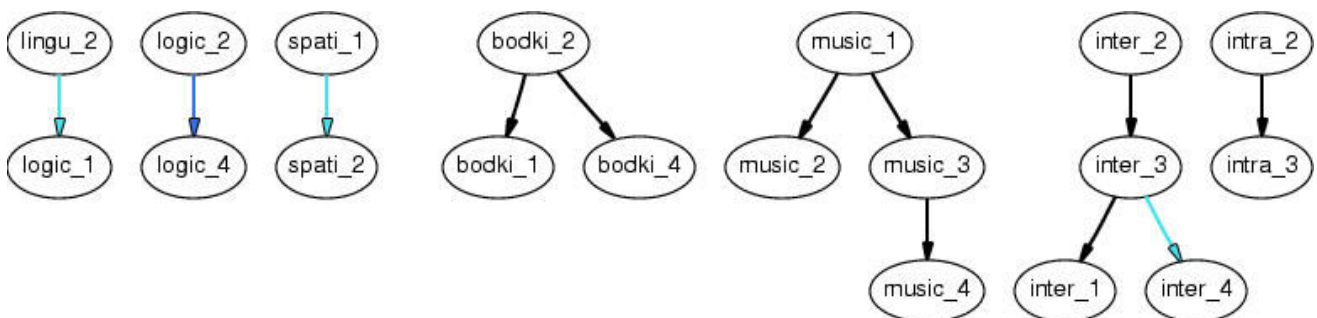 lingu_2 logic_2 spati_1 bodki_2 music_1 inter_2 intra_2
logic_1 logic_4 spati_2 bodki_1 bodki_4 music_2 music_3 inter_3 intra_3
music_4 inter_1 inter_4